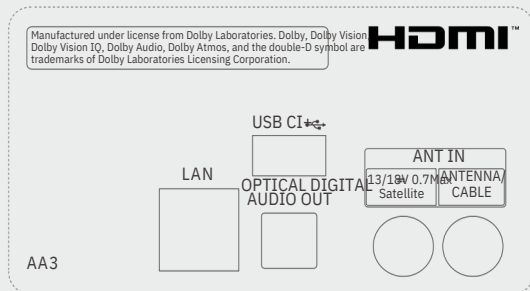 Manufactured under license from Dolby Laboratories. Dolby, Dolby Vision,
Dolby Vision IQ, Dolby Audio, Dolby Atmos, and the double-D symbol are
trademarks of Dolby Laboratories Licensing Corporation.
HDMI™
USB CI
ANT IN
LAN
OPTICAL DIGITAL
AUDIO OUT
13/18V 0.7Max
Satellite
ANTENNA/
CABLE
AA3